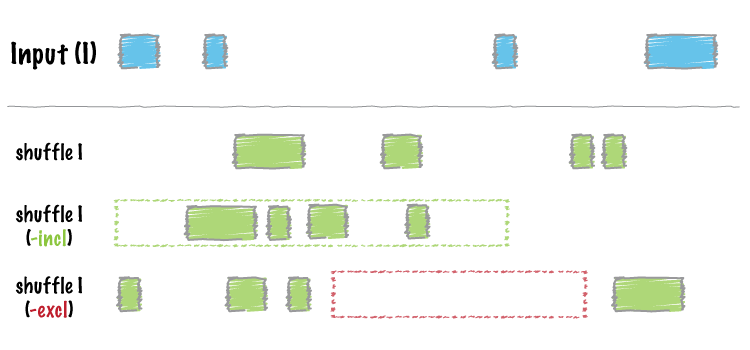 Input (I)
shuffle I
shuffle I
(-incl)
shuffle I
(-excl)